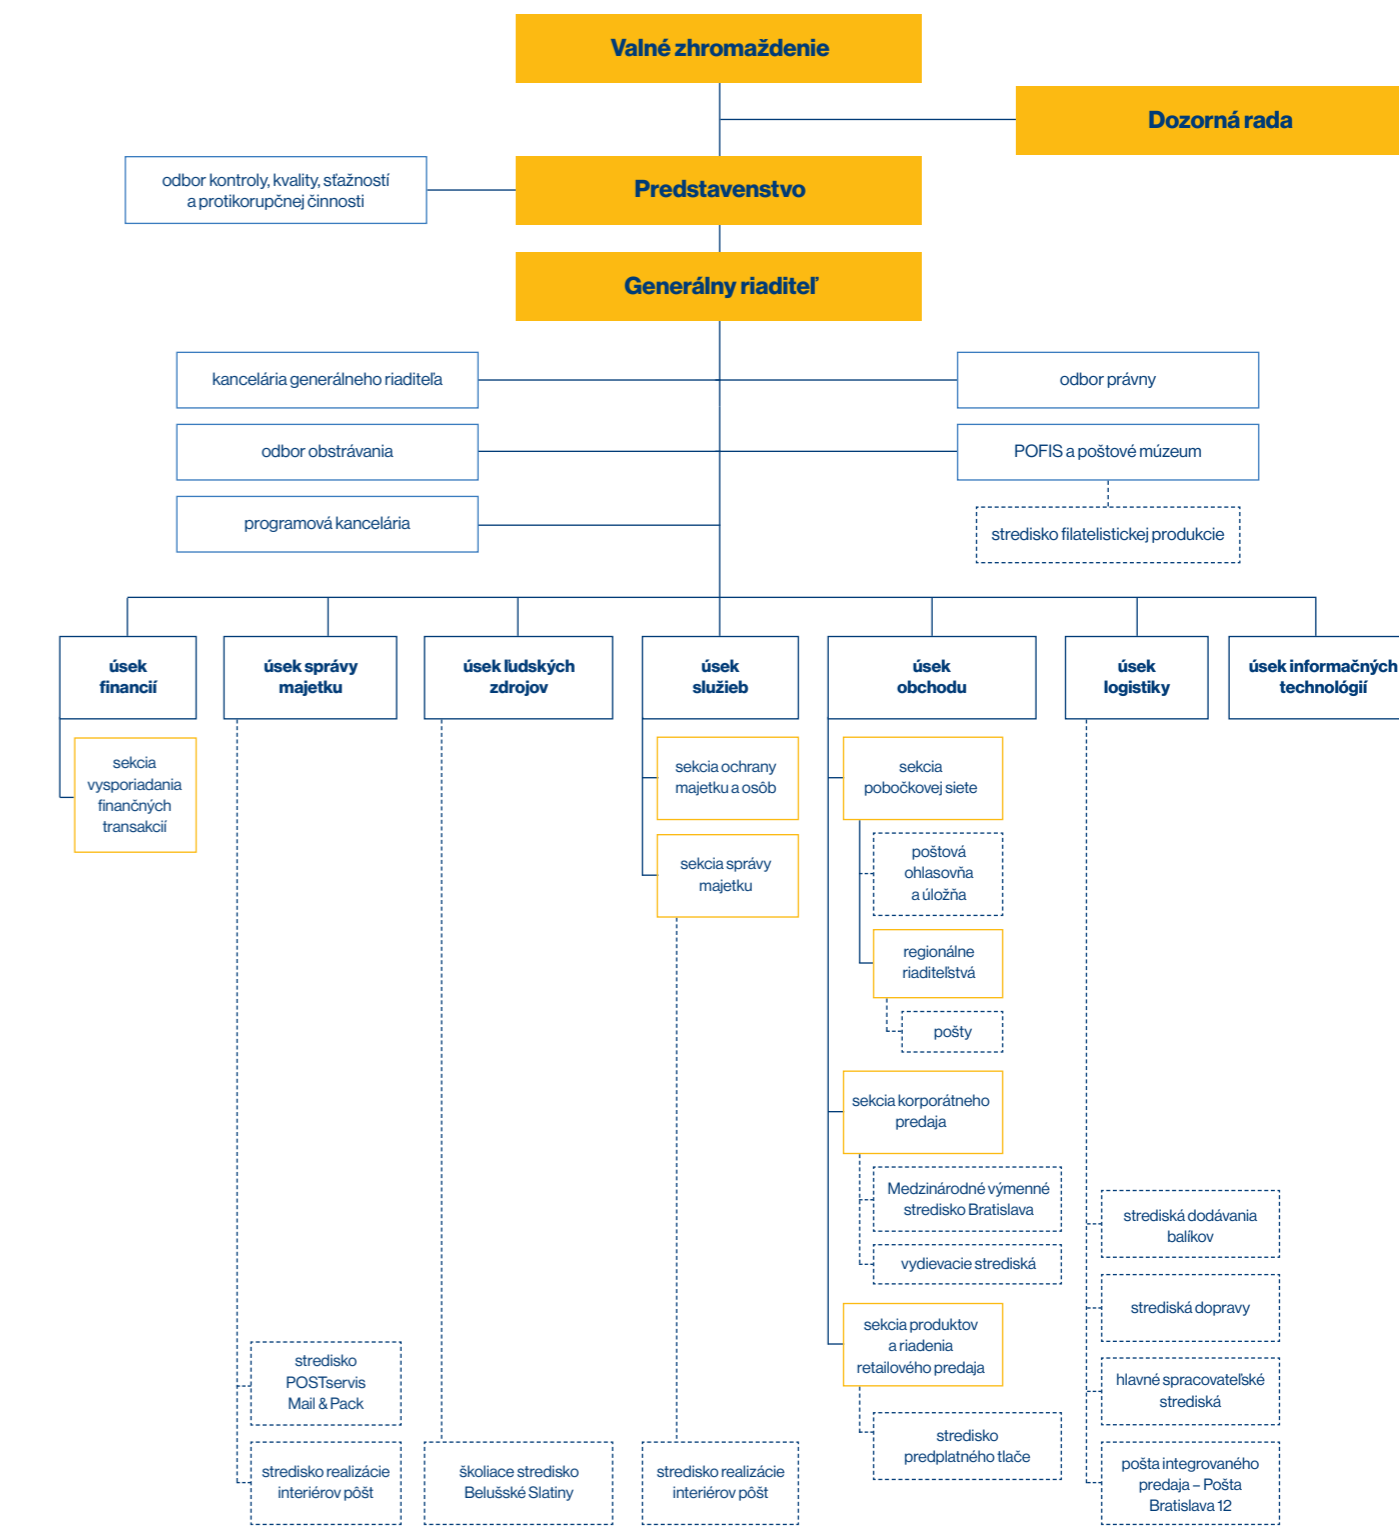 Valné zhromaždenie
Dozorná rada
odbor kontroly, kvality, sťažností
a protikorupčnej činnosti
Predstavenstvo
Generálny riaditeľ
kancelária generálneho riaditeľa
odbor právny
odbor obstrávania
POFIS a poštové múzeum
programová kancelária
stredisko filatelistickej produkcie
úsek
financií
úsek správy
majetku
úsek ľudských
zdrojov
úsek
služieb
úsek
obchodu
úsek
logistiky
úsek informačných
technológií
sekcia
vysporiadania
finančných
transakcií
sekcia ochrany
majetku a osôb
sekcia správy
majetku
sekcia
pobočkovej siete
poštová
ohlasovňa
a úložňa
regionálne
riaditeľstvá
pošty
sekcia korporátneho
predaja
Medzinárodné výmenné
stredisko Bratislava
vydievacie strediská
sekcia produktov
a riadenia
retailového predaja
stredisko
predplatného tlače
strediská dodávania
balíkov
strediská dopravy
hlavné spracovateľské
strediská
pošta integrovaného
predaja – Pošta
Bratislava 12
stredisko
POSTservis
Mail & Pack
stredisko realizácie
interiérov pôšt
školiace stredisko
Belušské Slatiny
stredisko realizácie
interiérov pôšt